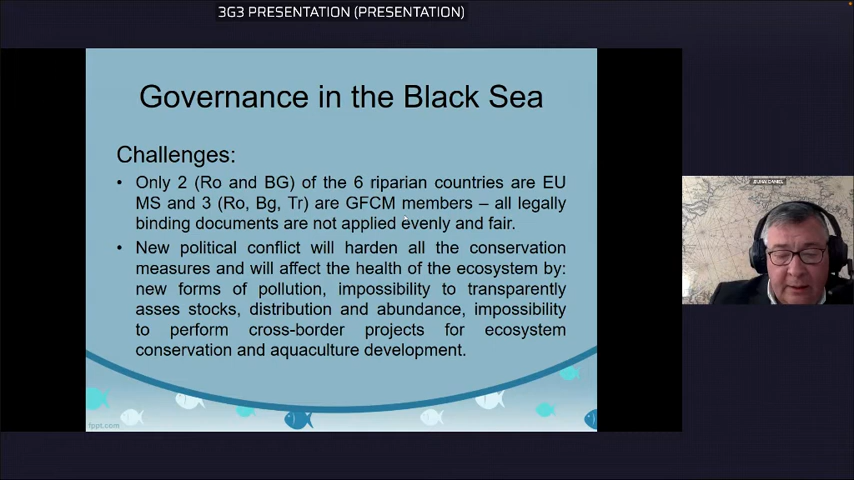 3G3 PRESENTATION (PRESENTATION)
Governance in the Black Sea
Challenges:
• Only 2 (Ro and BG) of the 6 riparian countries are EU
MS and 3 (Ro, Bg, Tr) are GFCM members – all legally
binding documents are not applied evenly and fair.
• New political conflict will harden all the conservation
measures and will affect the health of the ecosystem by:
new forms of pollution, impossibility to transparently
asses stocks, distribution and abundance, impossibility
to perform cross-border projects for ecosystem
conservation and aquaculture development.
fppt.com